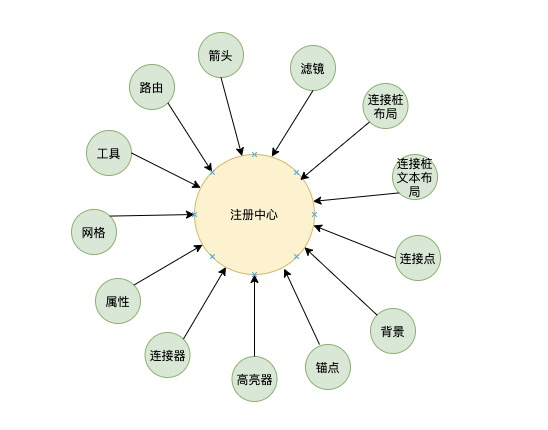 箭头
滤镜
路由
连接桩
布局
工具
连接桩
文本布
局
注册中心
网格
连接点
属性
背景
连接器
锚点
高亮器